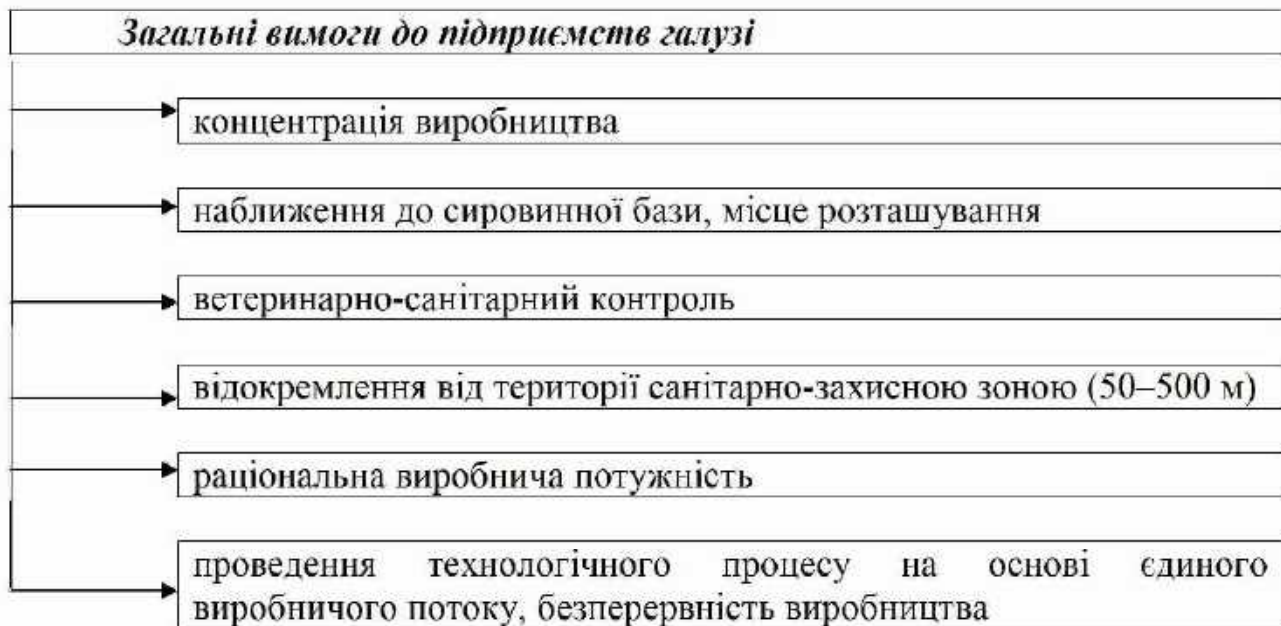 Загальні вимоги до підприємств галузі
концентрація виробництва
наближення до сировинної бази, місце розташування
ветеринарно-санітарний контроль
відокремлення від території санітарно-захисною зоною (50–500 м)
раціональна виробнича потужність
проведення технологічного процесу на основі єдиного
виробничого потоку, безперервність виробництва